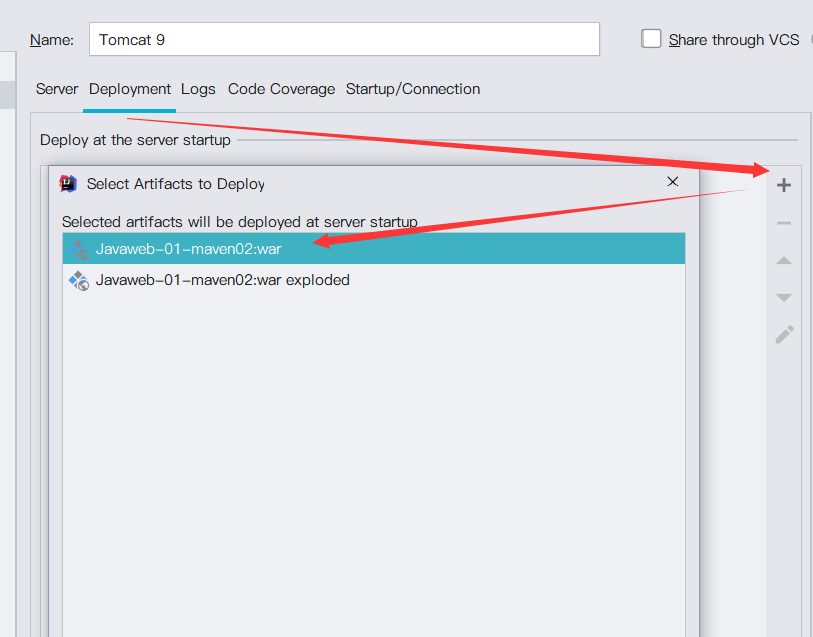 Name: Tomcat 9 Share through VCS
Server Deployment Logs Code Coverage Startup/Connection
Deploy at the server startup
Select Artifacts to Deploy
Selected artifacts will be deployed at server startup
Javaweb-01-maven02:war
Javaweb-01-maven02:war exploded